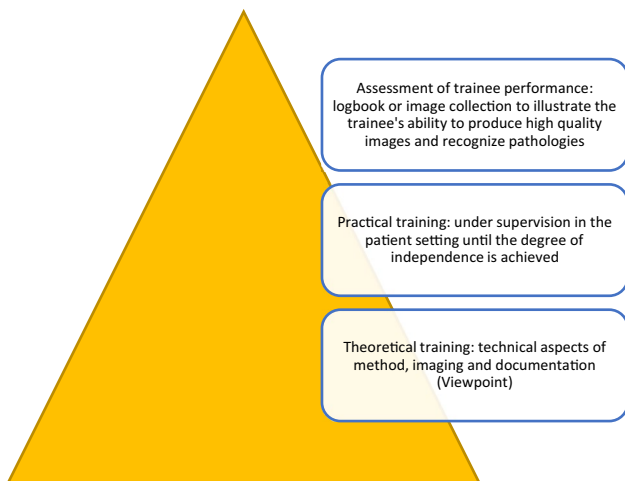 Assessment of trainee performance:
logbook or image collection to illustrate the
trainee's ability to produce high quality
images and recognize pathologies
Practical training: under supervision in the
patient setting until the degree of
independence is achieved
Theoretical training: technical aspects of
method, imaging and documentation
(Viewpoint)